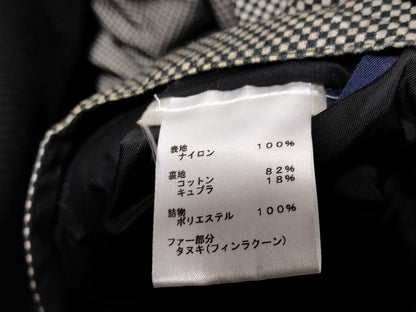 表地
ナイロン 100%
裏地
コットン 82%
キュプラ 18%
詰物
ポリエステル 100%
ファー部分
タヌキ(フィンラクーン)